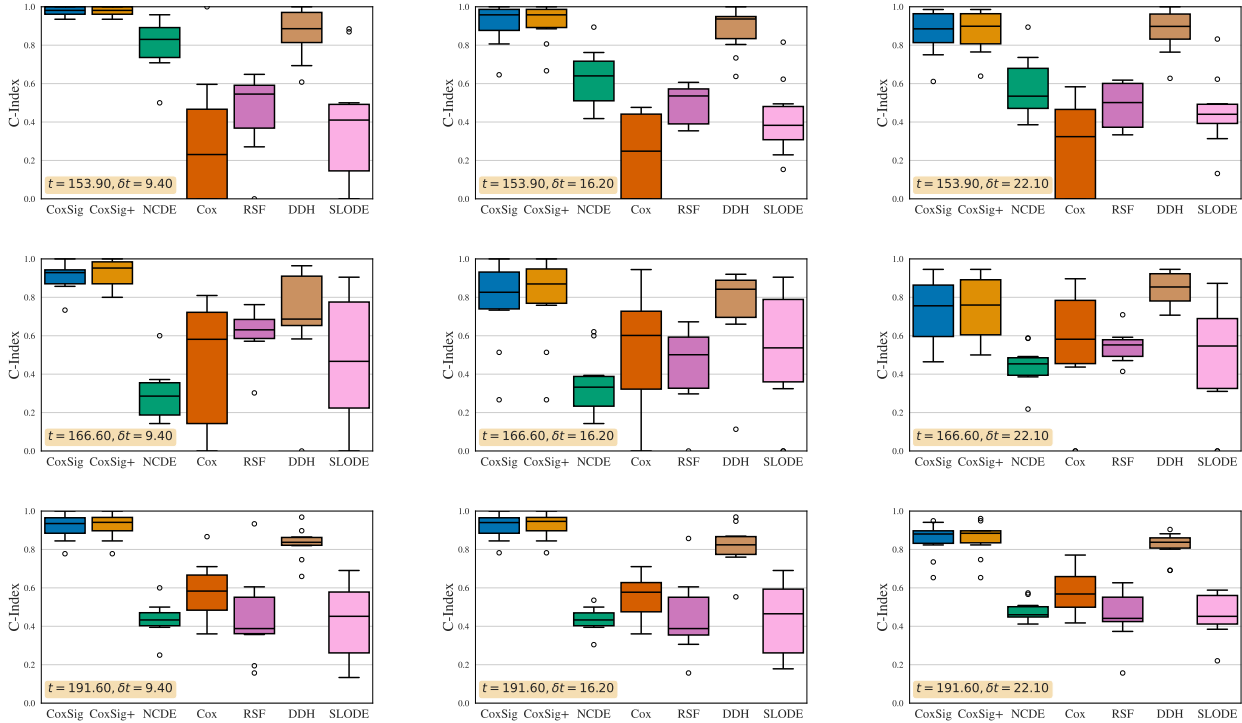 1.0
0.8
0.6
0.4
0.2
0.0
C-Index
t = 153.90, δt = 9.40
CoxSig CoxSig+ NCDE Cox RSF DDH SLODE
1.0
0.8
0.6
0.4
0.2
0.0
C-Index
t = 153.90, δt = 16.20
CoxSig CoxSig+ NCDE Cox RSF DDH SLODE
1.0
0.8
0.6
0.4
0.2
0.0
C-Index
t = 153.90, δt = 22.10
CoxSig CoxSig+ NCDE Cox RSF DDH SLODE
1.0
0.8
0.6
0.4
0.2
0.0
C-Index
t = 166.60, δt = 9.40
CoxSig CoxSig+ NCDE Cox RSF DDH SLODE
1.0
0.8
0.6
0.4
0.2
0.0
C-Index
t = 166.60, δt = 16.20
CoxSig CoxSig+ NCDE Cox RSF DDH SLODE
1.0
0.8
0.6
0.4
0.2
0.0
C-Index
t = 166.60, δt = 22.10
CoxSig CoxSig+ NCDE Cox RSF DDH SLODE
1.0
0.8
0.6
0.4
0.2
0.0
C-Index
t = 191.60, δt = 9.40
CoxSig CoxSig+ NCDE Cox RSF DDH SLODE
1.0
0.8
0.6
0.4
0.2
0.0
C-Index
t = 191.60, δt = 16.20
CoxSig CoxSig+ NCDE Cox RSF DDH SLODE
1.0
0.8
0.6
0.4
0.2
0.0
C-Index
t = 191.60, δt = 22.10
CoxSig CoxSig+ NCDE Cox RSF DDH SLODE